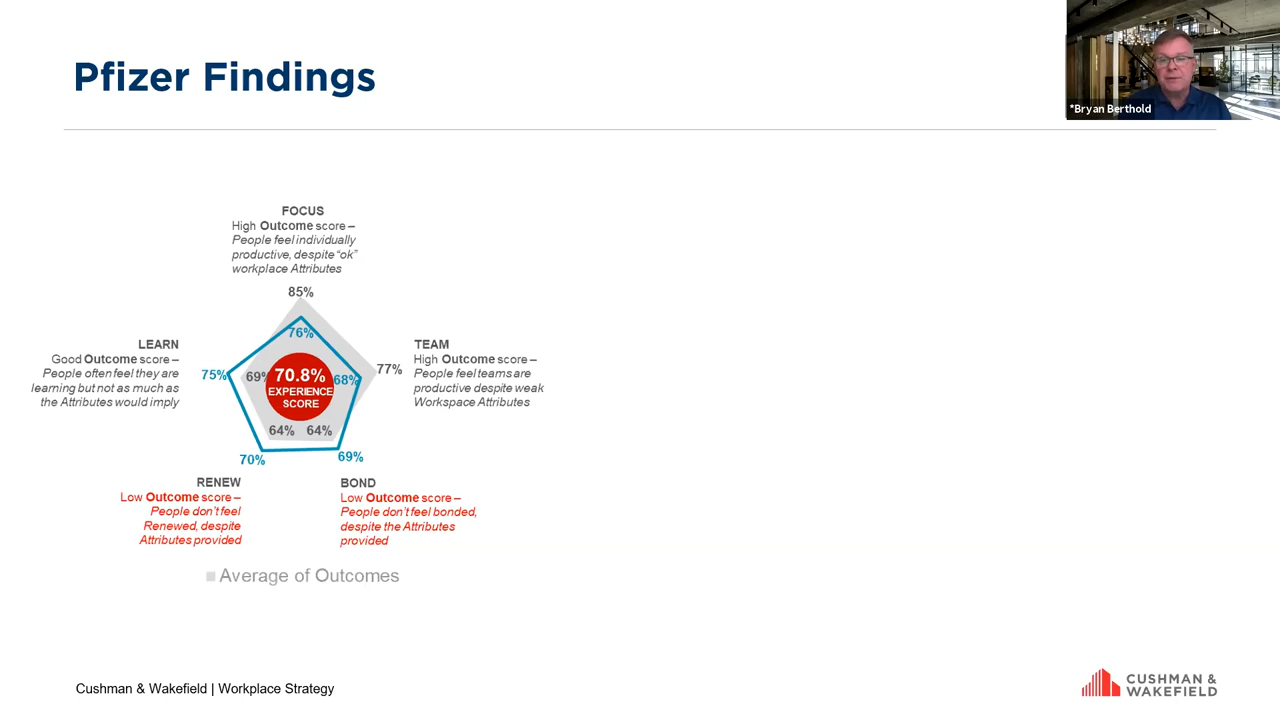 Pfizer Findings
*Bryan Berthold
FOCUS
High Outcome score –
People feel individually
productive, despite “ok”
workplace Attributes
85%
76%
LEARN
Good Outcome score –
People often feel they are
learning but not as much as
the Attributes would imply
75%
69%
70.8%
EXPERIENCE
SCORE
68%
77%
TEAM
High Outcome score –
People feel teams are
productive despite weak
Workspace Attributes
64%
64%
70%
69%
RENEW
Low Outcome score –
People don’t feel
Renewed, despite
Attributes provided
BOND
Low Outcome score –
People don’t feel bonded,
despite the Attributes
provided
Average of Outcomes
Cushman & Wakefield | Workplace Strategy
CUSHMAN &
WAKEFIELD